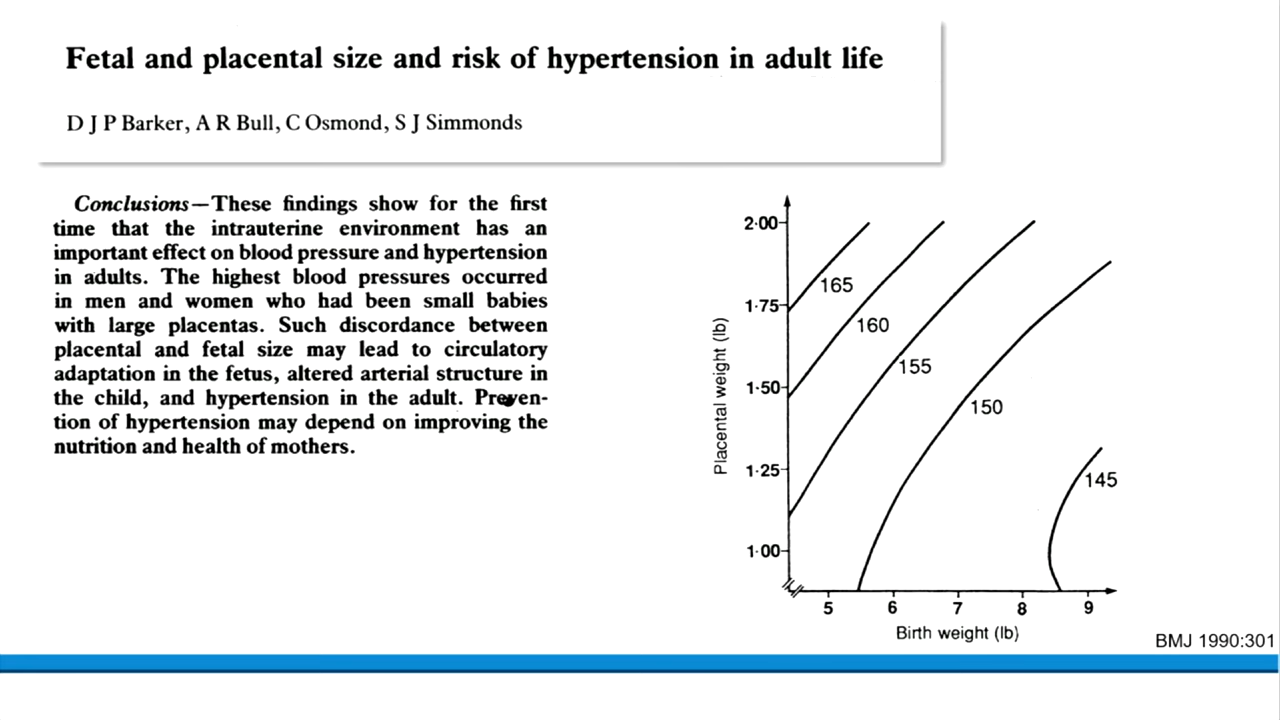 Fetal and placental size and risk of hypertension in adult life
D J P Barker, A R Bull, C Osmond, S J Simmonds
Conclusions—These findings show for the first
time that the intrauterine environment has an
important effect on blood pressure and hypertension
in adults. The highest blood pressures occurred
in men and women who had been small babies
with large placentas. Such discordance between
placental and fetal size may lead to circulatory
adaptation in the fetus, altered arterial structure in
the child, and hypertension in the adult. Preven-
tion of hypertension may depend on improving the
nutrition and health of mothers.
Placental weight (lb)
2·00
1·75
1·50
1·25
1·00
165
160
155
150
145
5 6 7 8 9
Birth weight (lb)
BMJ 1990:301